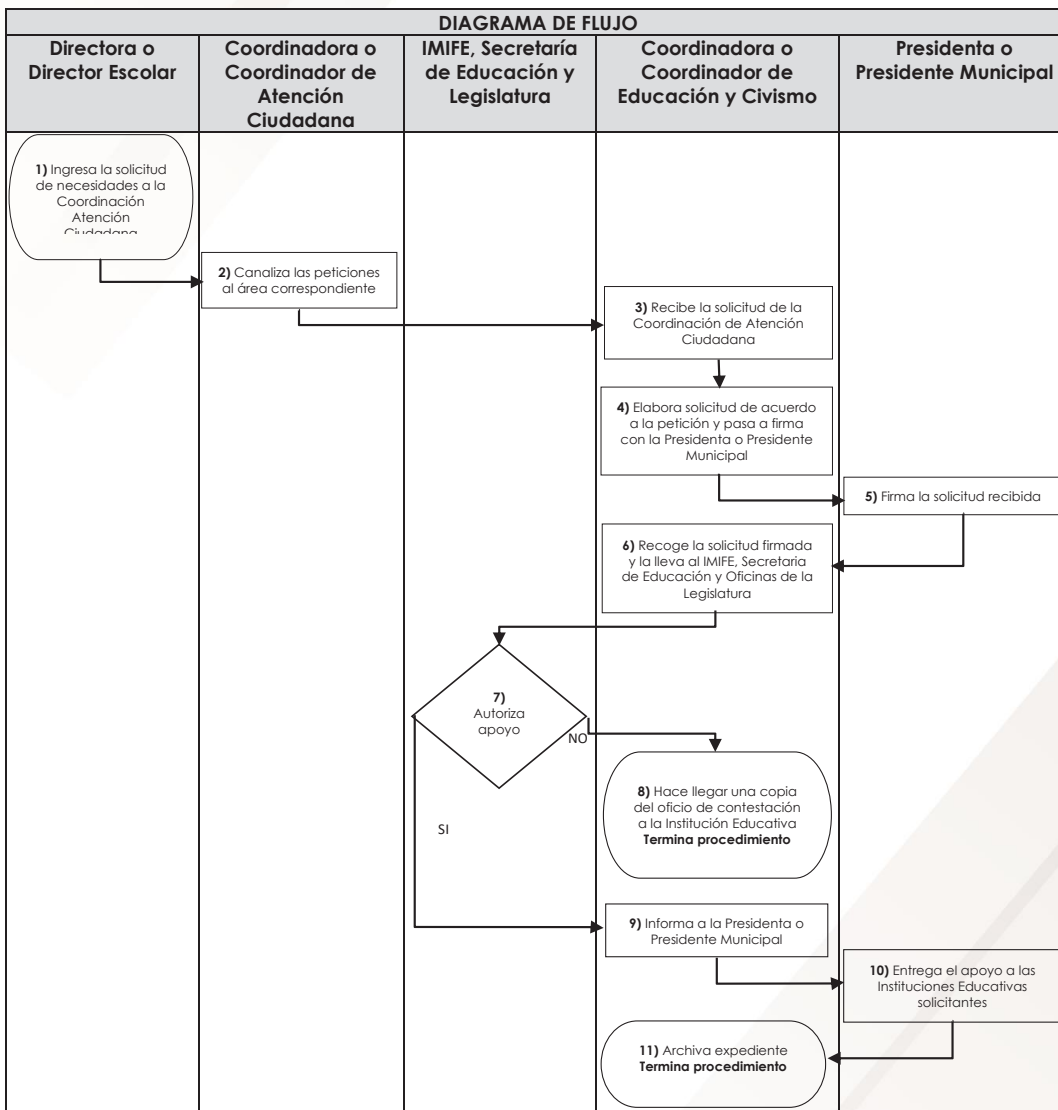 DIAGRAMA DE FLUJO
Directora o
Director Escolar
Coordinadora o
Coordinador de
Atención
Ciudadana
IMIFE, Secretaría
de Educación y
Legislatura
Coordinadora o
Coordinador de
Educación y Civismo
Presidenta o
Presidente Municipal
1) Ingresa la solicitud
de necesidades a la
Coordinación
Atención
Ciudadana
2) Canaliza las peticiones
al área correspondiente
3) Recibe la solicitud de la
Coordinación de Atención
Ciudadana
4) Elabora solicitud de acuerdo
a la petición y pasa a firma
con la Presidenta o Presidente
Municipal
5) Firma la solicitud recibida
6) Recoge la solicitud firmada
y la lleva al IMIFE, Secretaria
de Educación y Oficinas de la
Legislatura
7)
Autoriza
apoyo
NO
SI
8) Hace llegar una copia
del oficio de contestación
a la Institución Educativa
Termina procedimiento
9) Informa a la Presidenta o
Presidente Municipal
10) Entrega el apoyo a las
Instituciones Educativas
solicitantes
11) Archiva expediente
Termina procedimiento